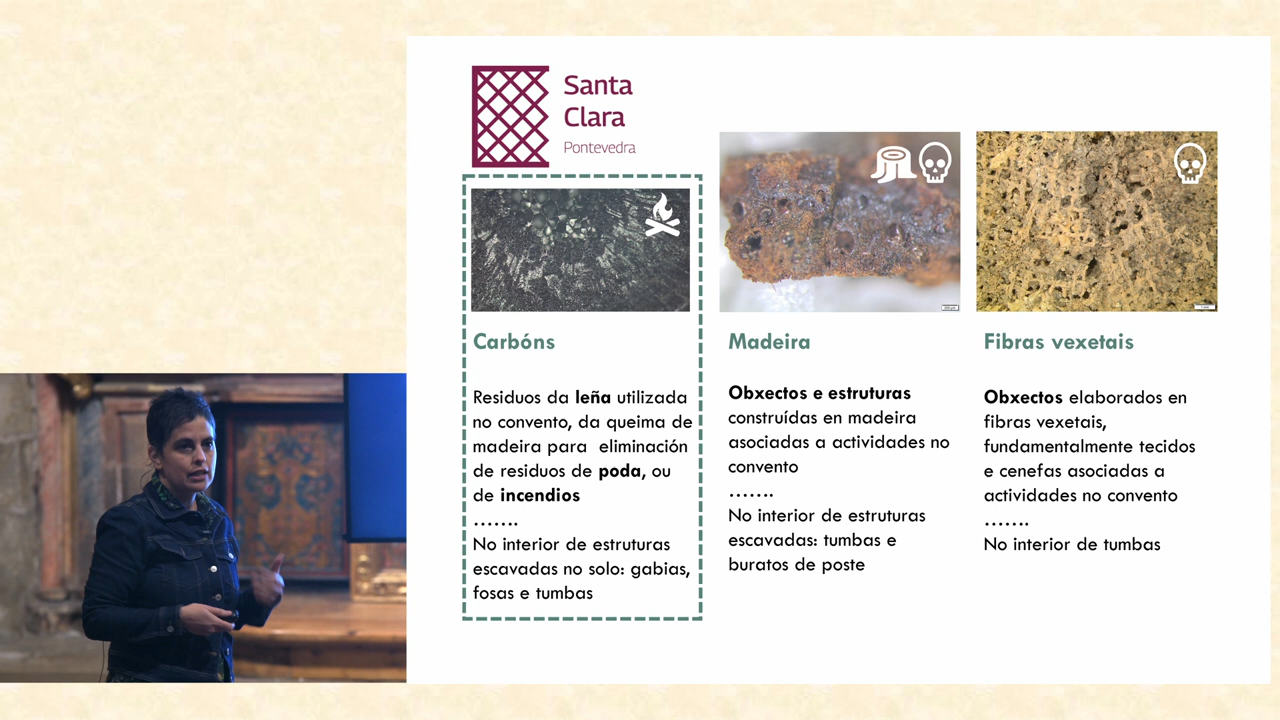 Santa
Clara
Pontevedra
Carbóns
Residuos da leña utilizada
no convento, da queima de
madeira para eliminación
de residuos de poda, ou
de incendios
.......
No interior de estruturas
escavadas no solo: gabias,
fosas e tumbas
Madeira
Obxectos e estruturas
construídas en madeira
asociadas a actividades no
convento
.......
No interior de estruturas
escavadas: tumbas e
buratos de poste
Fibras vexetais
Obxectos elaborados en
fibras vexetais,
fundamentalmente tecidos
e cenefas asociadas a
actividades no convento
.......
No interior de tumbas